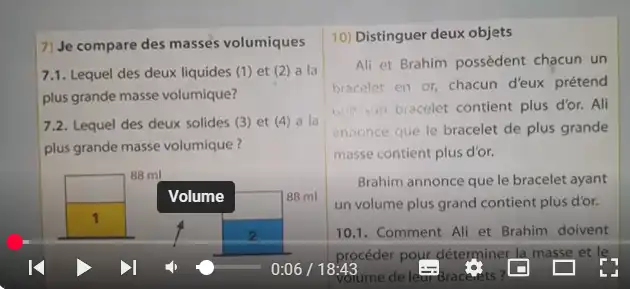 7) Je compare des masses volumiques
7.1. Lequel des deux liquides (1) et (2) a la
plus grande masse volumique?
7.2. Lequel des deux solides (3) et (4) a la
plus grande masse volumique ?
88 ml
1
Volume
88 ml
2
10) Distinguer deux objets
Ali et Brahim possèdent chacun un
bracelet en or, chacun d'eux prétend
bracelet contient plus d'or. Ali
annonce que le bracelet de plus grande
masse contient plus d'or.
Brahim annonce que le bracelet ayant
un volume plus grand contient plus d'or.
10.1. Comment Ali et Brahim doivent
procéder pour déterminer la masse et le
volume de leur Bracelets ?
0:06 / 18:43